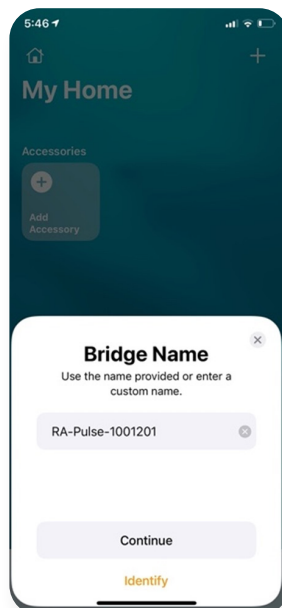 5:46
My Home
Accessories
Add
Accessory
Bridge Name
Use the name provided or enter a
custom name.
RA-Pulse-1001201
Continue
Identify